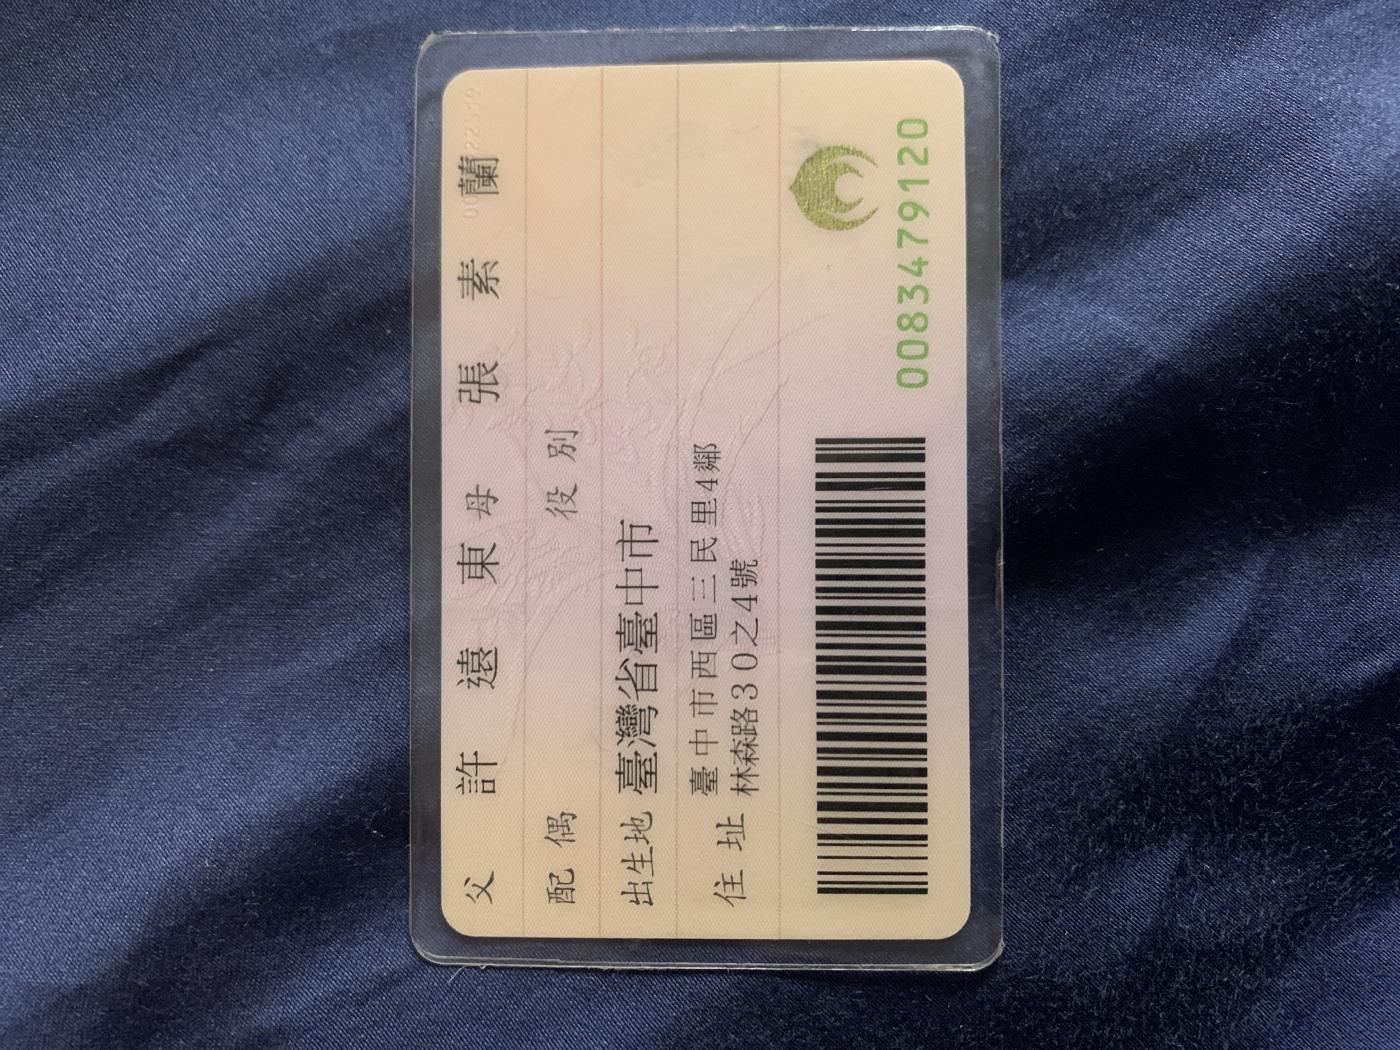 父 許遠東 母 張素蘭
配偶 役別
出生地 臺灣省臺中市
住址 臺中市西區三民里4鄰
林森路30之4號
0083479120